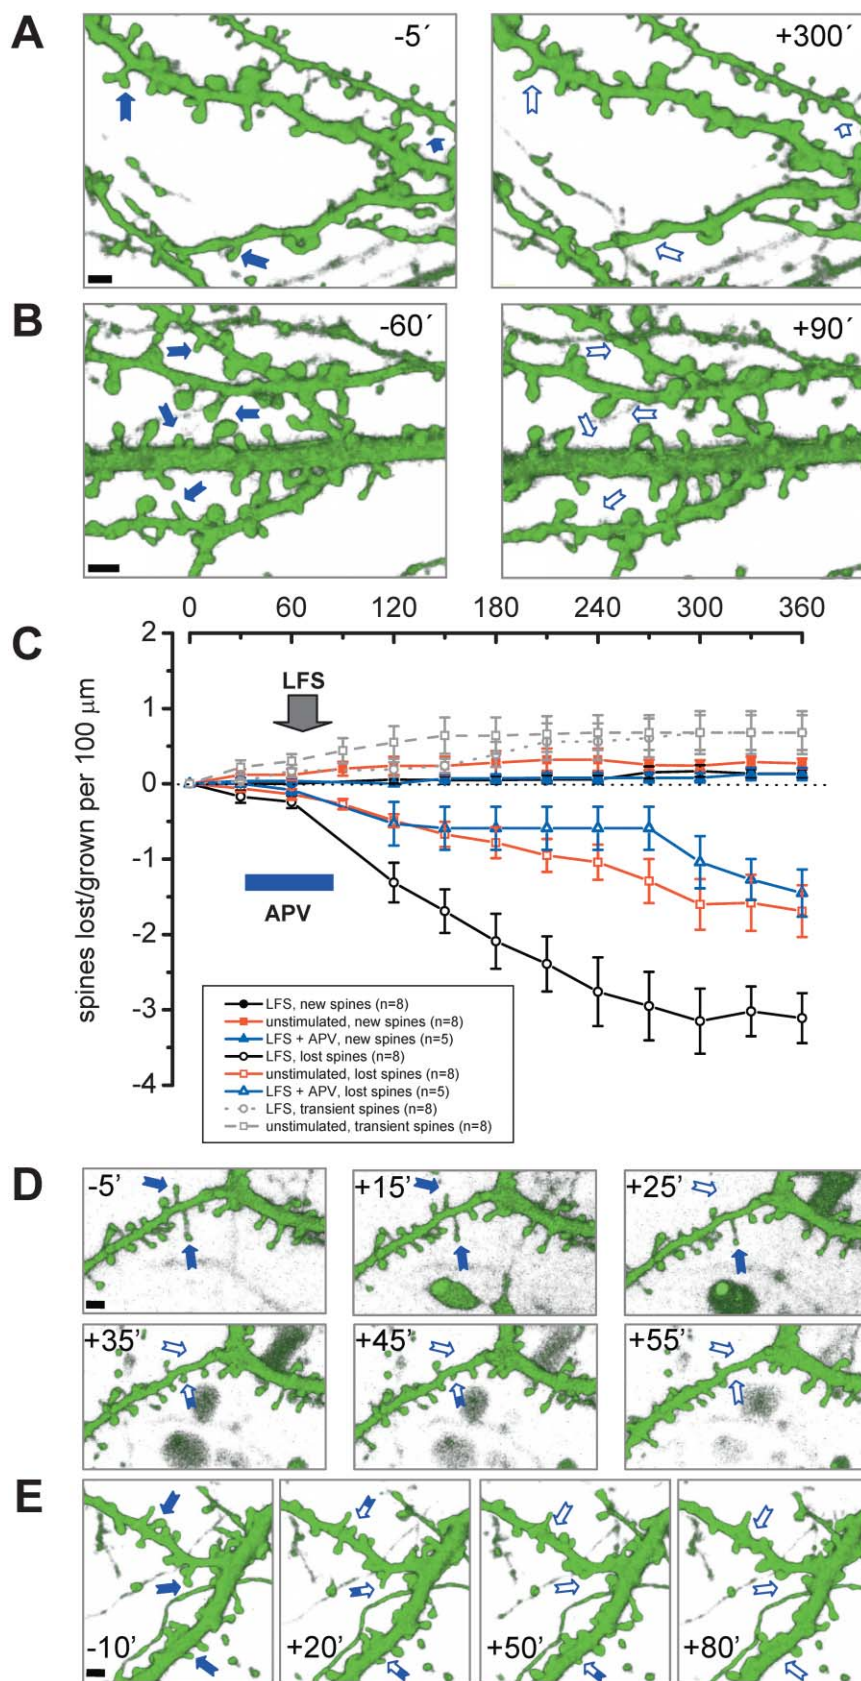 A
-5´
+300´
B
-60´
+90´
0 60 120 180 240 300 360
C
2
1
0
-1
-2
-3
-4
spines lost/grown per 100 µm
LFS
APV
LFS, new spines (n=8)
unstimulated, new spines (n=8)
LFS + APV, new spines (n=5)
LFS, lost spines (n=8)
unstimulated, lost spines (n=8)
LFS + APV, lost spines (n=5)
LFS, transient spines (n=8)
unstimulated, transient spines (n=8)
D
-5’
+15’
+25’
+35’
+45’
+55’
E
-10’
+20’
+50’
+80’